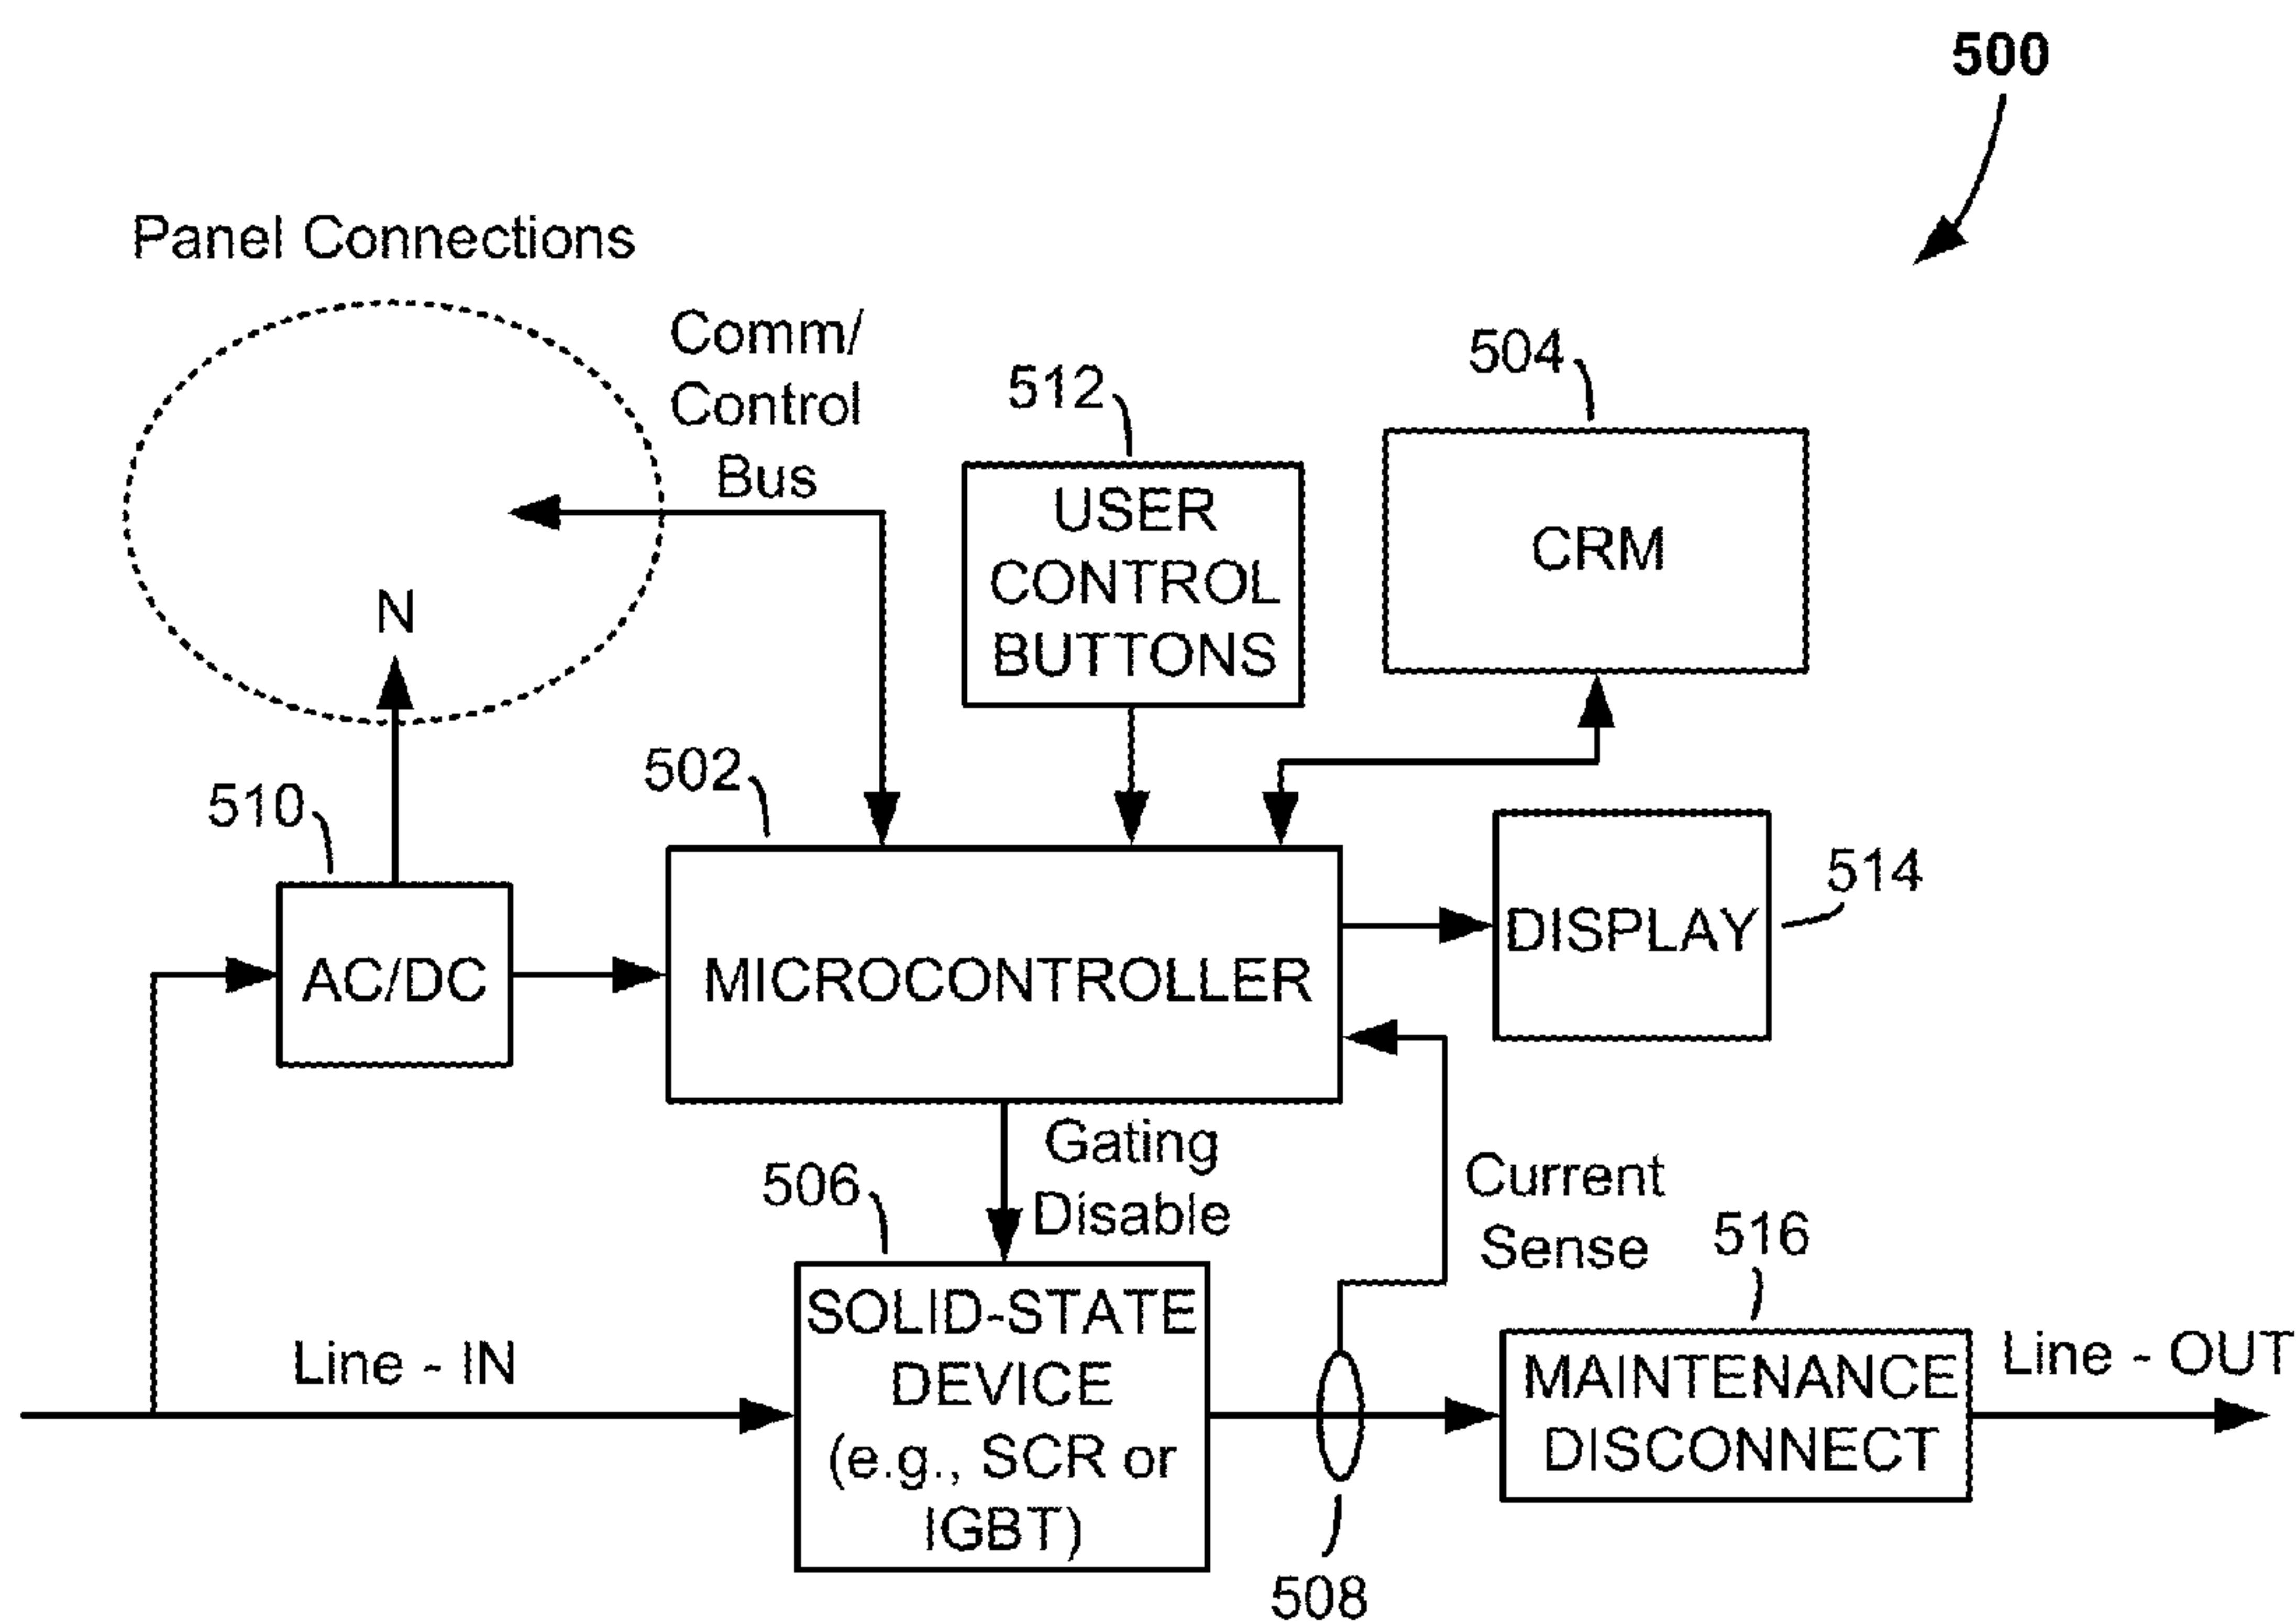 500
Panel Connections
Comm/
Control
Bus
N
512
USER
CONTROL
BUTTONS
504
CRM
502
510
AC/DC
MICROCONTROLLER
DISPLAY
514
Gating
Disable
Current
Sense
506
SOLID-STATE
DEVICE
(e.g., SCR or
IGBT)
Line - IN
508
516
MAINTENANCE
DISCONNECT
Line - OUT